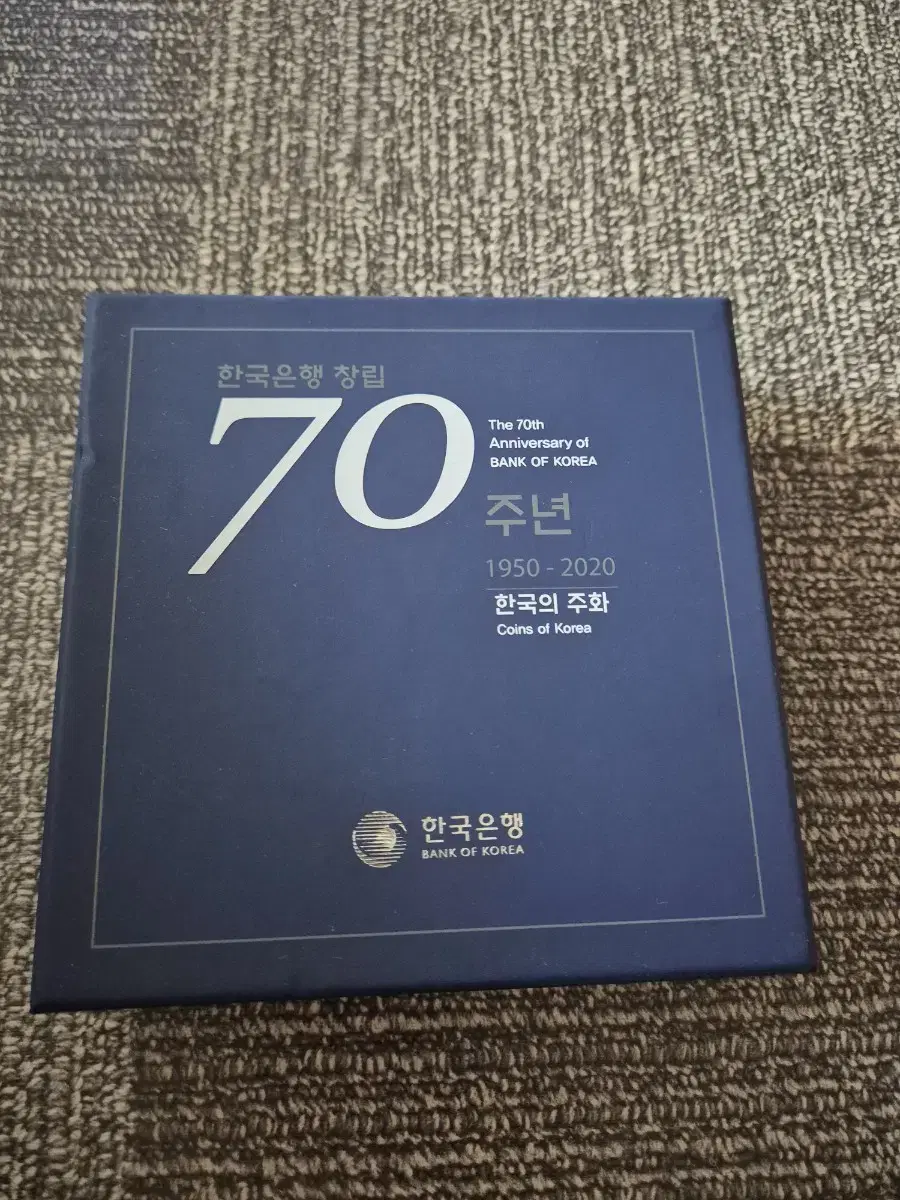 한국은행 창립
70
The 70th
Anniversary of
BANK OF KOREA
주년
1950 - 2020
한국의 주화
Coins of Korea
한국은행
BANK OF KOREA